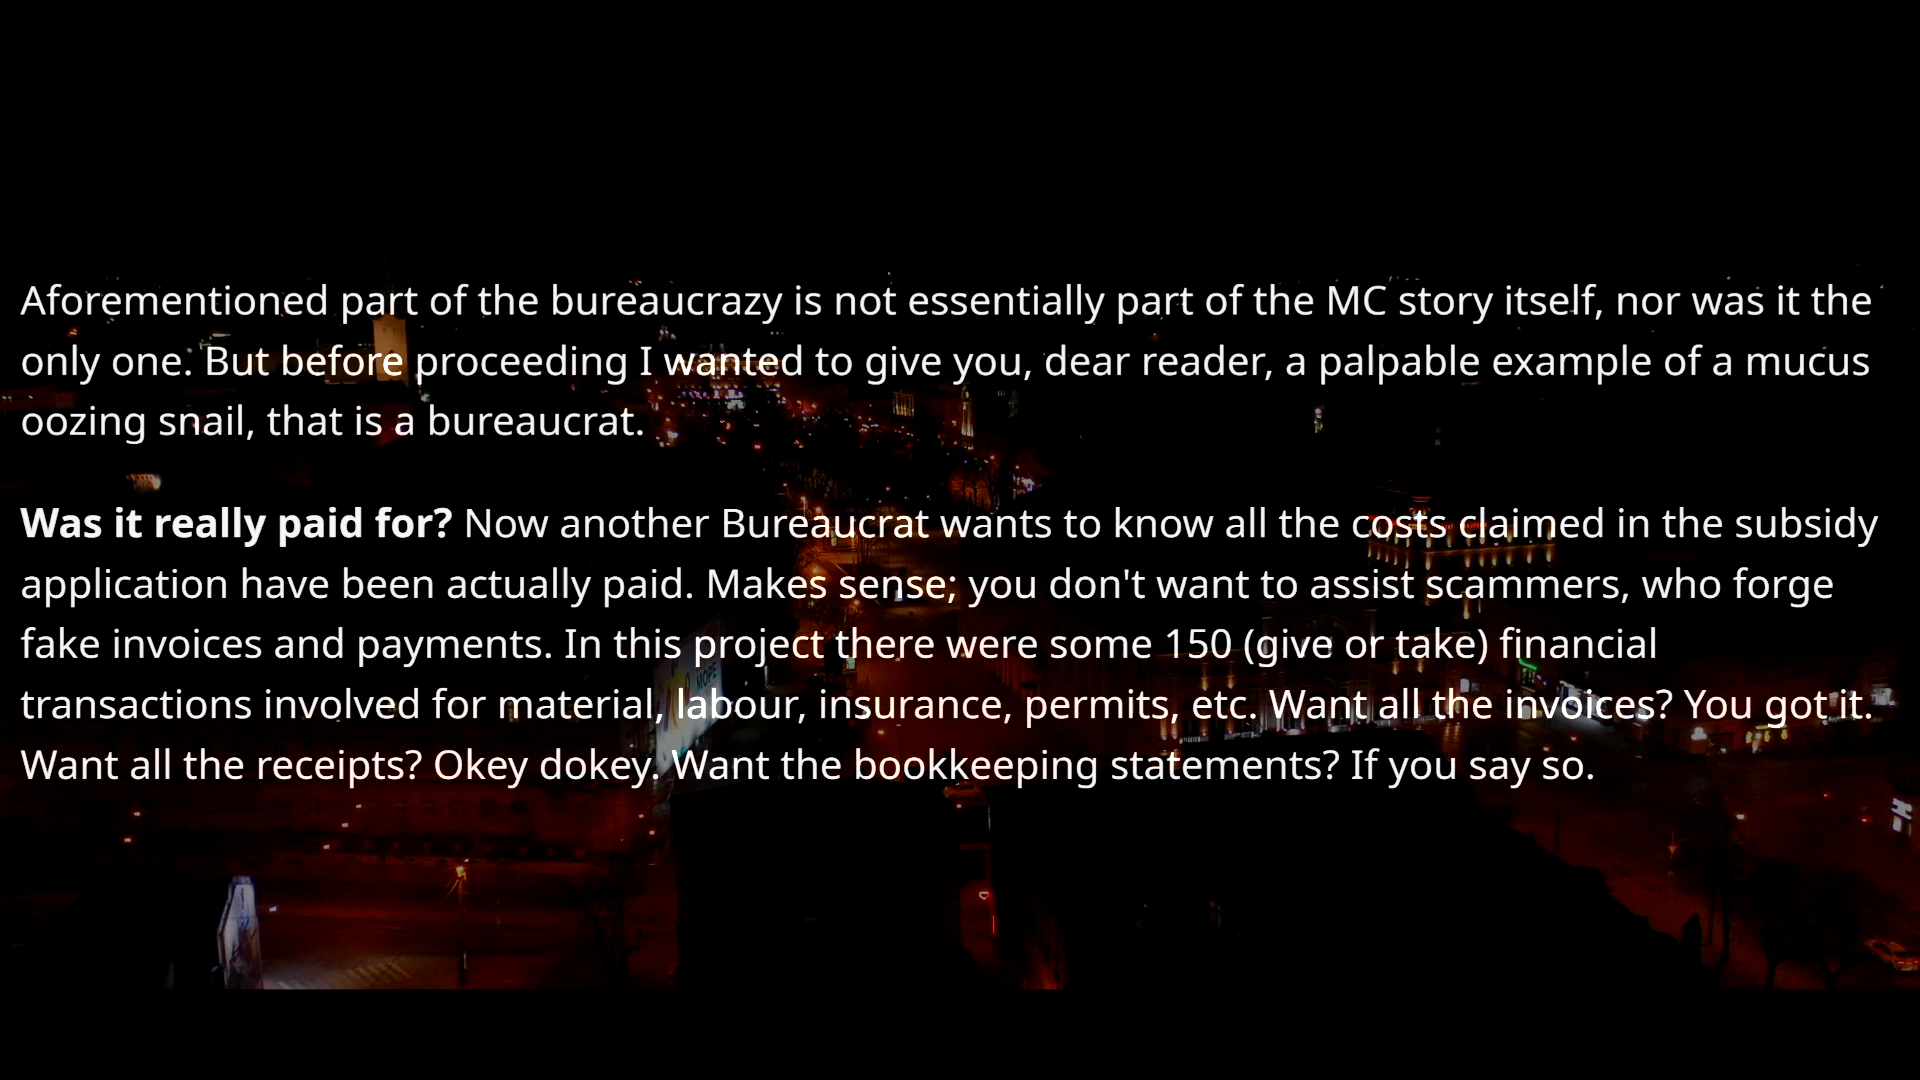 Aforementioned part of the bureaucrazy is not essentially part of the MC story itself, nor was it the
only one. But before proceeding I wanted to give you, dear reader, a palpable example of a mucus
oozing snail, that is a bureaucrat.
Was it really paid for? Now another Bureaucrat wants to know all the costs claimed in the subsidy
application have been actually paid. Makes sense; you don't want to assist scammers, who forge
fake invoices and payments. In this project there were some 150 (give or take) financial
transactions involved for material, labour, insurance, permits, etc. Want all the invoices? You got it.
Want all the receipts? Okey dokey. Want the bookkeeping statements? If you say so.